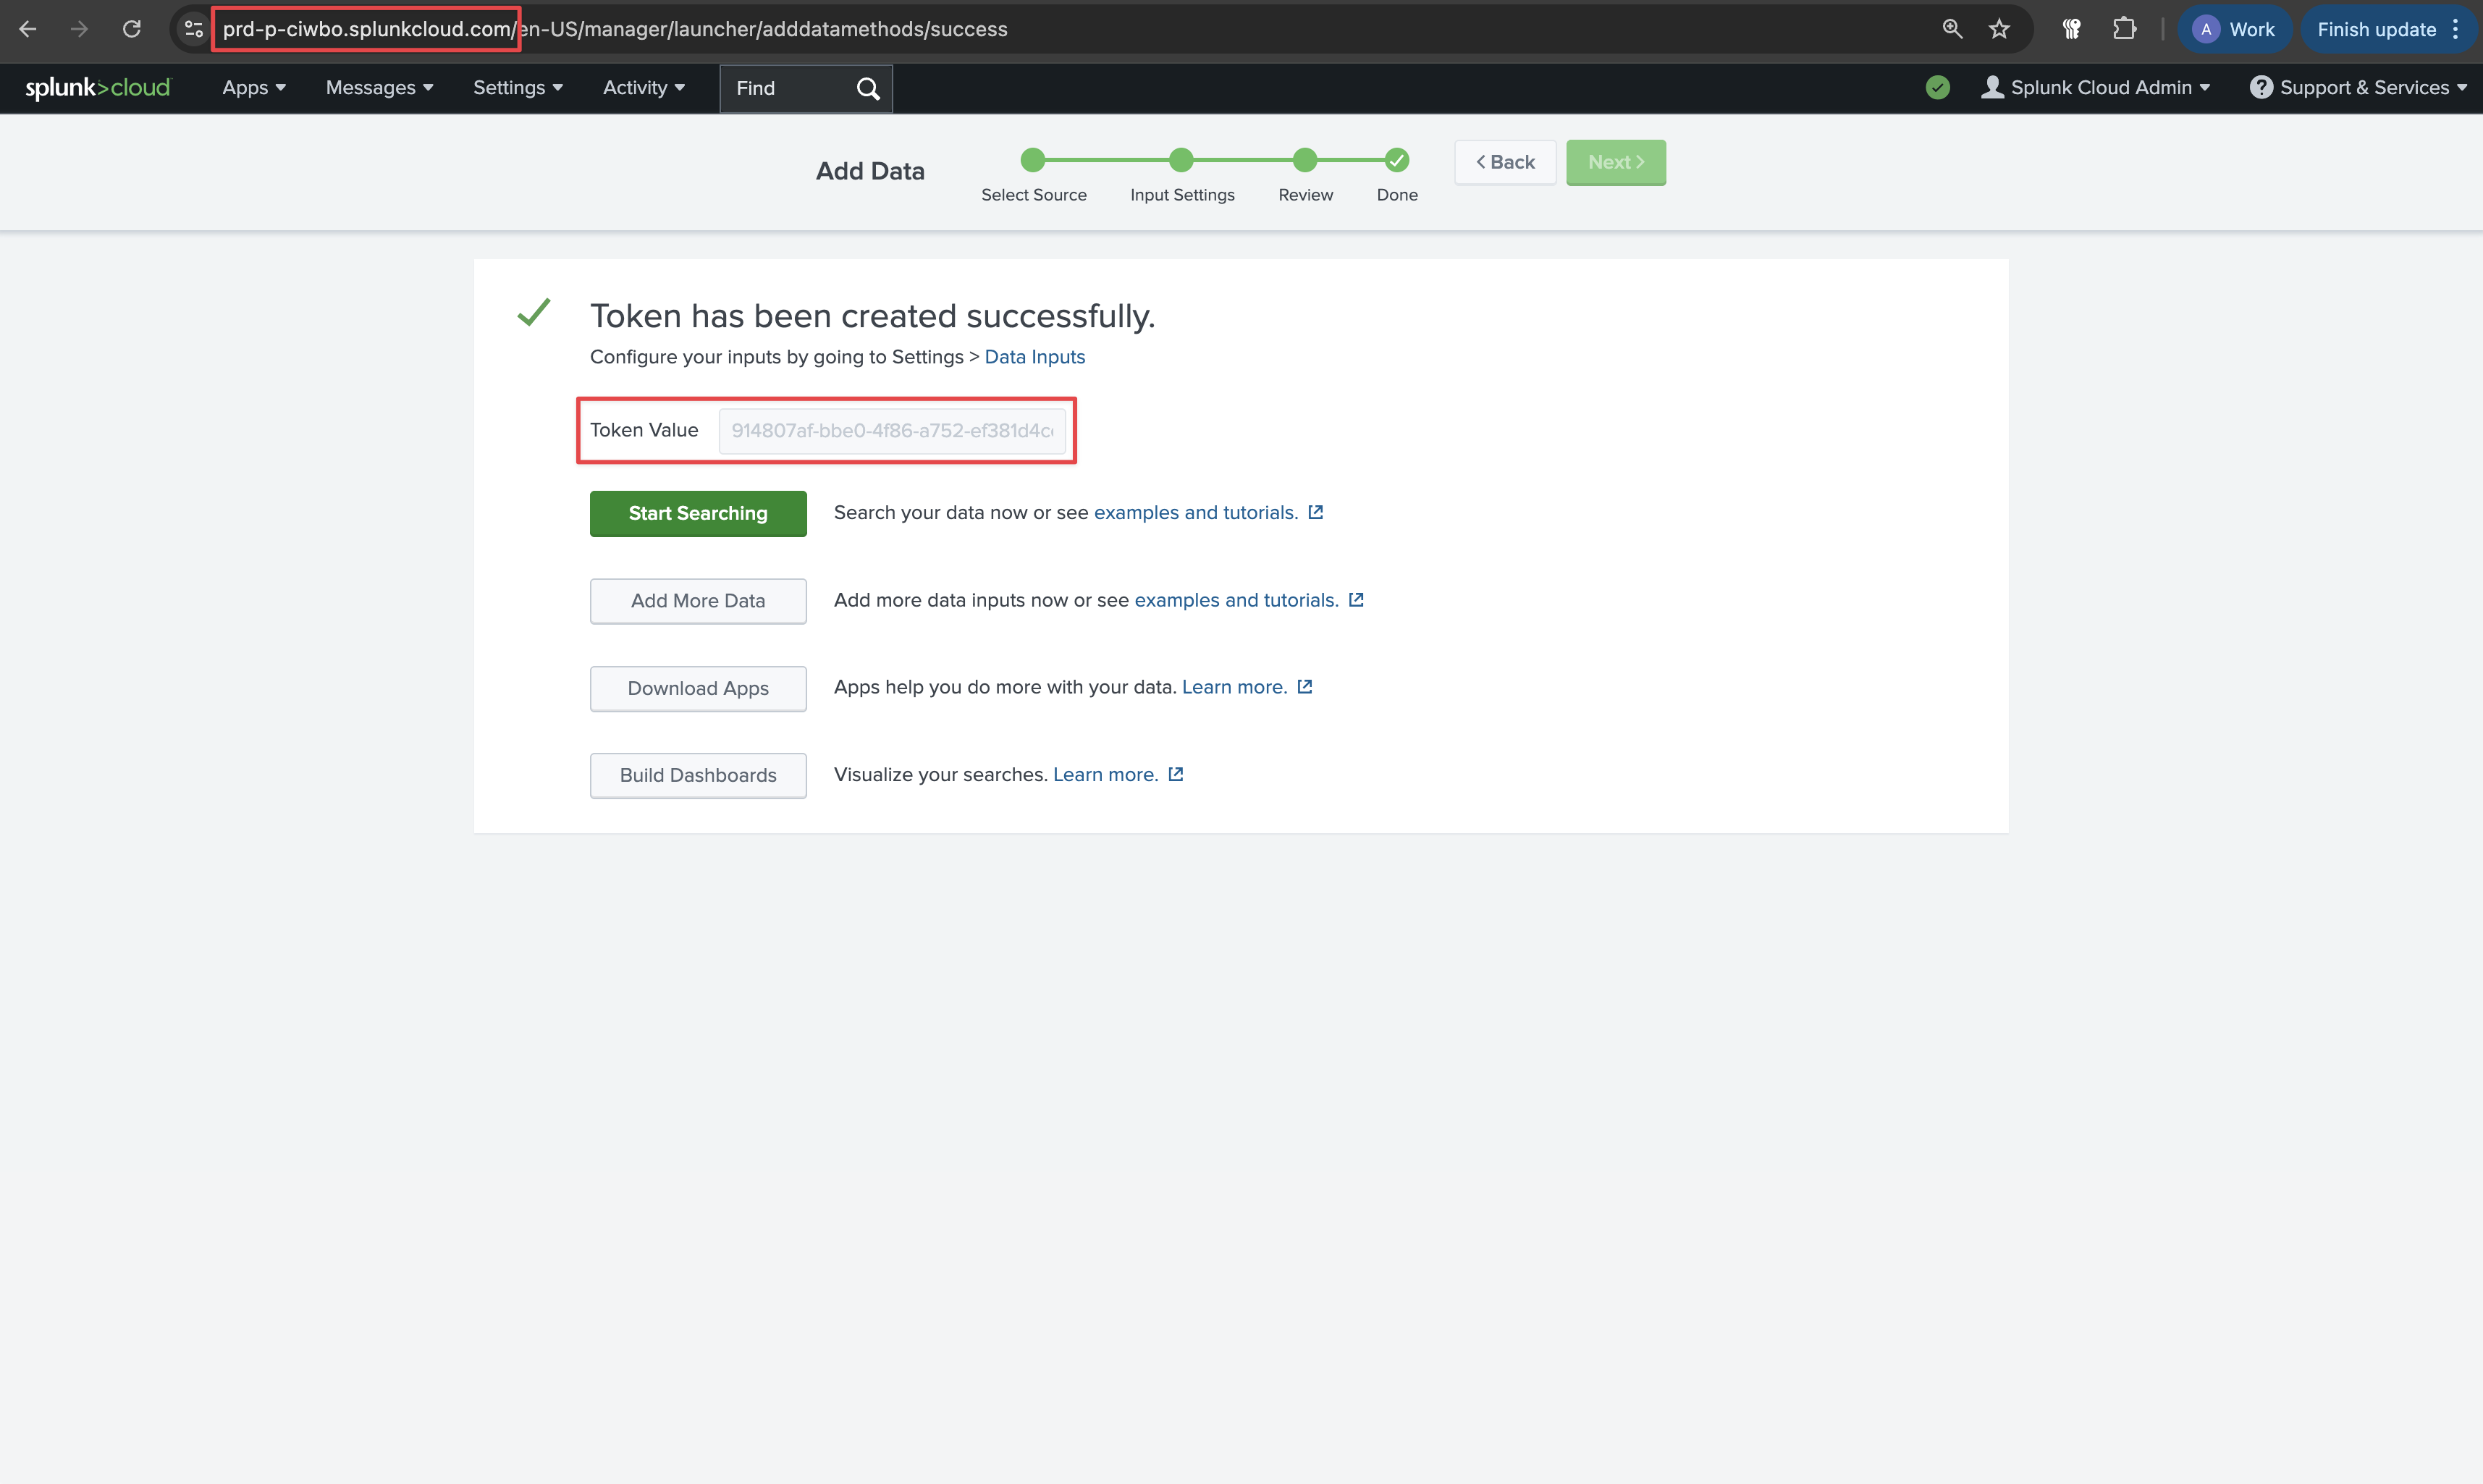 prd-p-ciwbo.splunkcloud.com/en-US/manager/launcher/adddatamethods/success
A Work
Finish update
splunk>cloud
Apps
Messages
Settings
Activity
Find
Splunk Cloud Admin
? Support & Services
Add Data
Select Source
Input Settings
Review
Done
< Back
Next >
Token has been created successfully.
Configure your inputs by going to Settings > Data Inputs
Token Value 914807af-bbe0-4f86-a752-ef381d4c
Start Searching
Search your data now or see examples and tutorials.
Add More Data
Add more data inputs now or see examples and tutorials.
Download Apps
Apps help you do more with your data. Learn more.
Build Dashboards
Visualize your searches. Learn more.